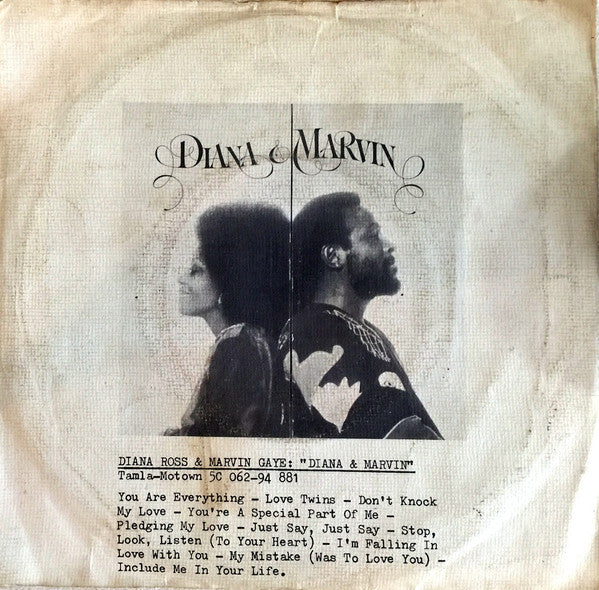 DIANA & MARVIN
DIANA ROSS & MARVIN GAYE: "DIANA & MARVIN"
Tamla-Motown 5C 062-94 881
You Are Everything - Love Twins - Don't Knock
My Love - You're A Special Part Of Me -
Pledging My Love - Just Say, Just Say - Stop,
Look, Listen (To Your Heart) - I'm Falling In
Love With You - My Mistake (Was To Love You) -
Include Me In Your Life.